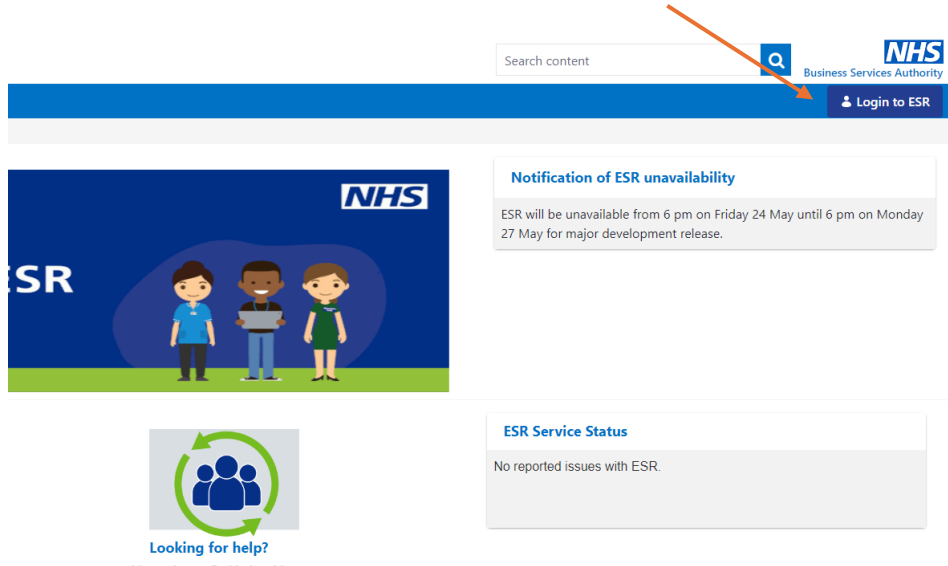 Search content
NHS
Business Services Authority
Login to ESR
NHS
ESR
Notification of ESR unavailability
ESR will be unavailable from 6 pm on Friday 24 May until 6 pm on Monday
27 May for major development release.
ESR Service Status
No reported issues with ESR.
Looking for help?